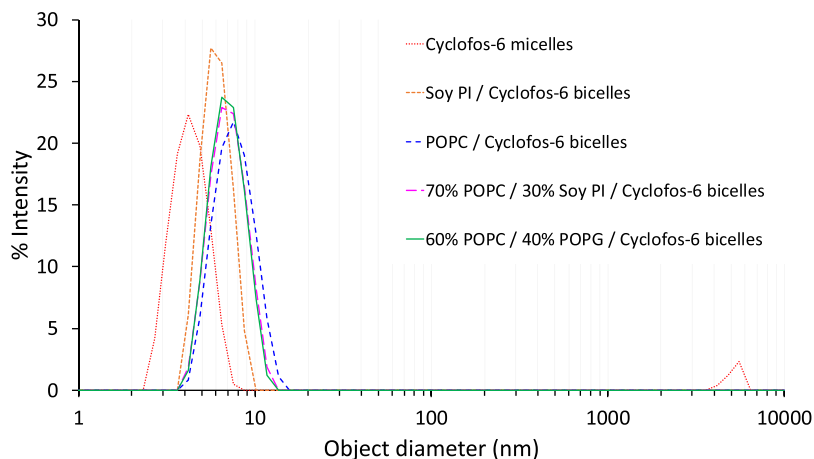 30
25
20
15
10
5
0
% Intensity
Cyclofos-6 micelles
Soy PI / Cyclofos-6 bicelles
POPC / Cyclofos-6 bicelles
70% POPC / 30% Soy PI / Cyclofos-6 bicelles
60% POPC / 40% POPG / Cyclofos-6 bicelles
1 10 100 1000 10000
Object diameter (nm)